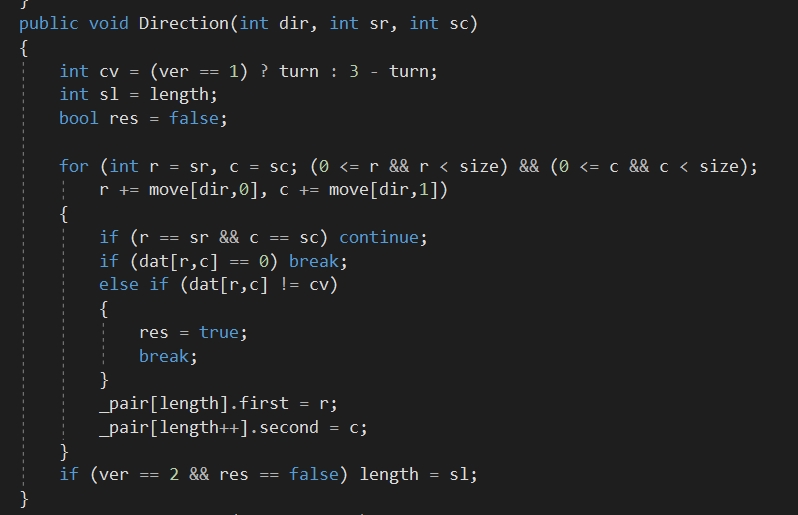 }
public void Direction(int dir, int sr, int sc)
{
    int cv = (ver == 1) ? turn : 3 - turn;
    int sl = length;
    bool res = false;

    for (int r = sr, c = sc; (0 <= r && r < size) && (0 <= c && c < size);
        r += move[dir,0], c += move[dir,1])
    {
        if (r == sr && c == sc) continue;
        if (dat[r,c] == 0) break;
        else if (dat[r,c] != cv)
        {
            res = true;
            break;
        }
        _pair[length].first = r;
        _pair[length++].second = c;
    }
    if (ver == 2 && res == false) length = sl;
}